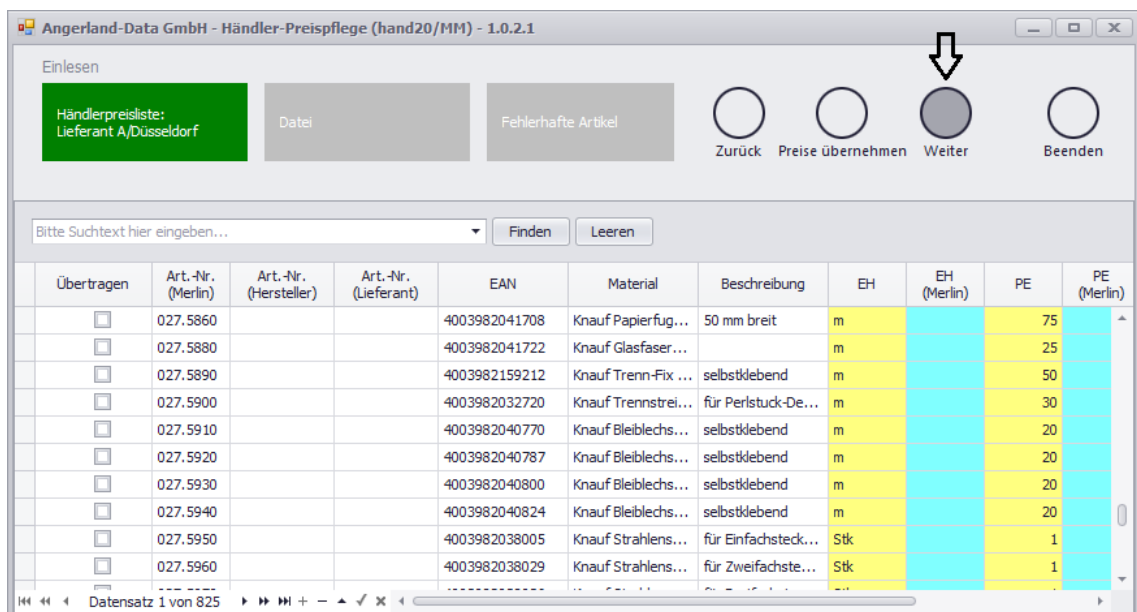 Angerland-Data GmbH - Händler-Preispflege (hand20/MM) - 1.0.2.1
Einlesen
Händlerpreisliste:
Lieferant A/Düsseldorf
Datei
Fehlerhafte Artikel
Zurück Preise übernehmen Weiter Beenden
Bitte Suchtext hier eingeben... Finden Leeren
Übertragen Art.-Nr. (Merlin) Art.-Nr. (Hersteller) Art.-Nr. (Lieferant) EAN Material Beschreibung EH EH (Merlin) PE PE (Merlin)
027.5860 4003982041708 Knauf Papierfug... 50 mm breit m 75
027.5880 4003982041722 Knauf Glasfaser... m 25
027.5890 4003982159212 Knauf Trenn-Fix ... selbstklebend m 50
027.5900 4003982032720 Knauf Trennstrei... für Perlstuck-De... m 30
027.5910 4003982040770 Knauf Bleiblechs... selbstklebend m 20
027.5920 4003982040787 Knauf Bleiblechs... selbstklebend m 20
027.5930 4003982040800 Knauf Bleiblechs... selbstklebend m 20
027.5940 4003982040824 Knauf Bleiblechs... selbstklebend m 20
027.5950 4003982038005 Knauf Strahlens... für Einfachsteck... Stk 1
027.5960 4003982038029 Knauf Strahlens... für Zweifachste... Stk 1
Datensatz 1 von 825